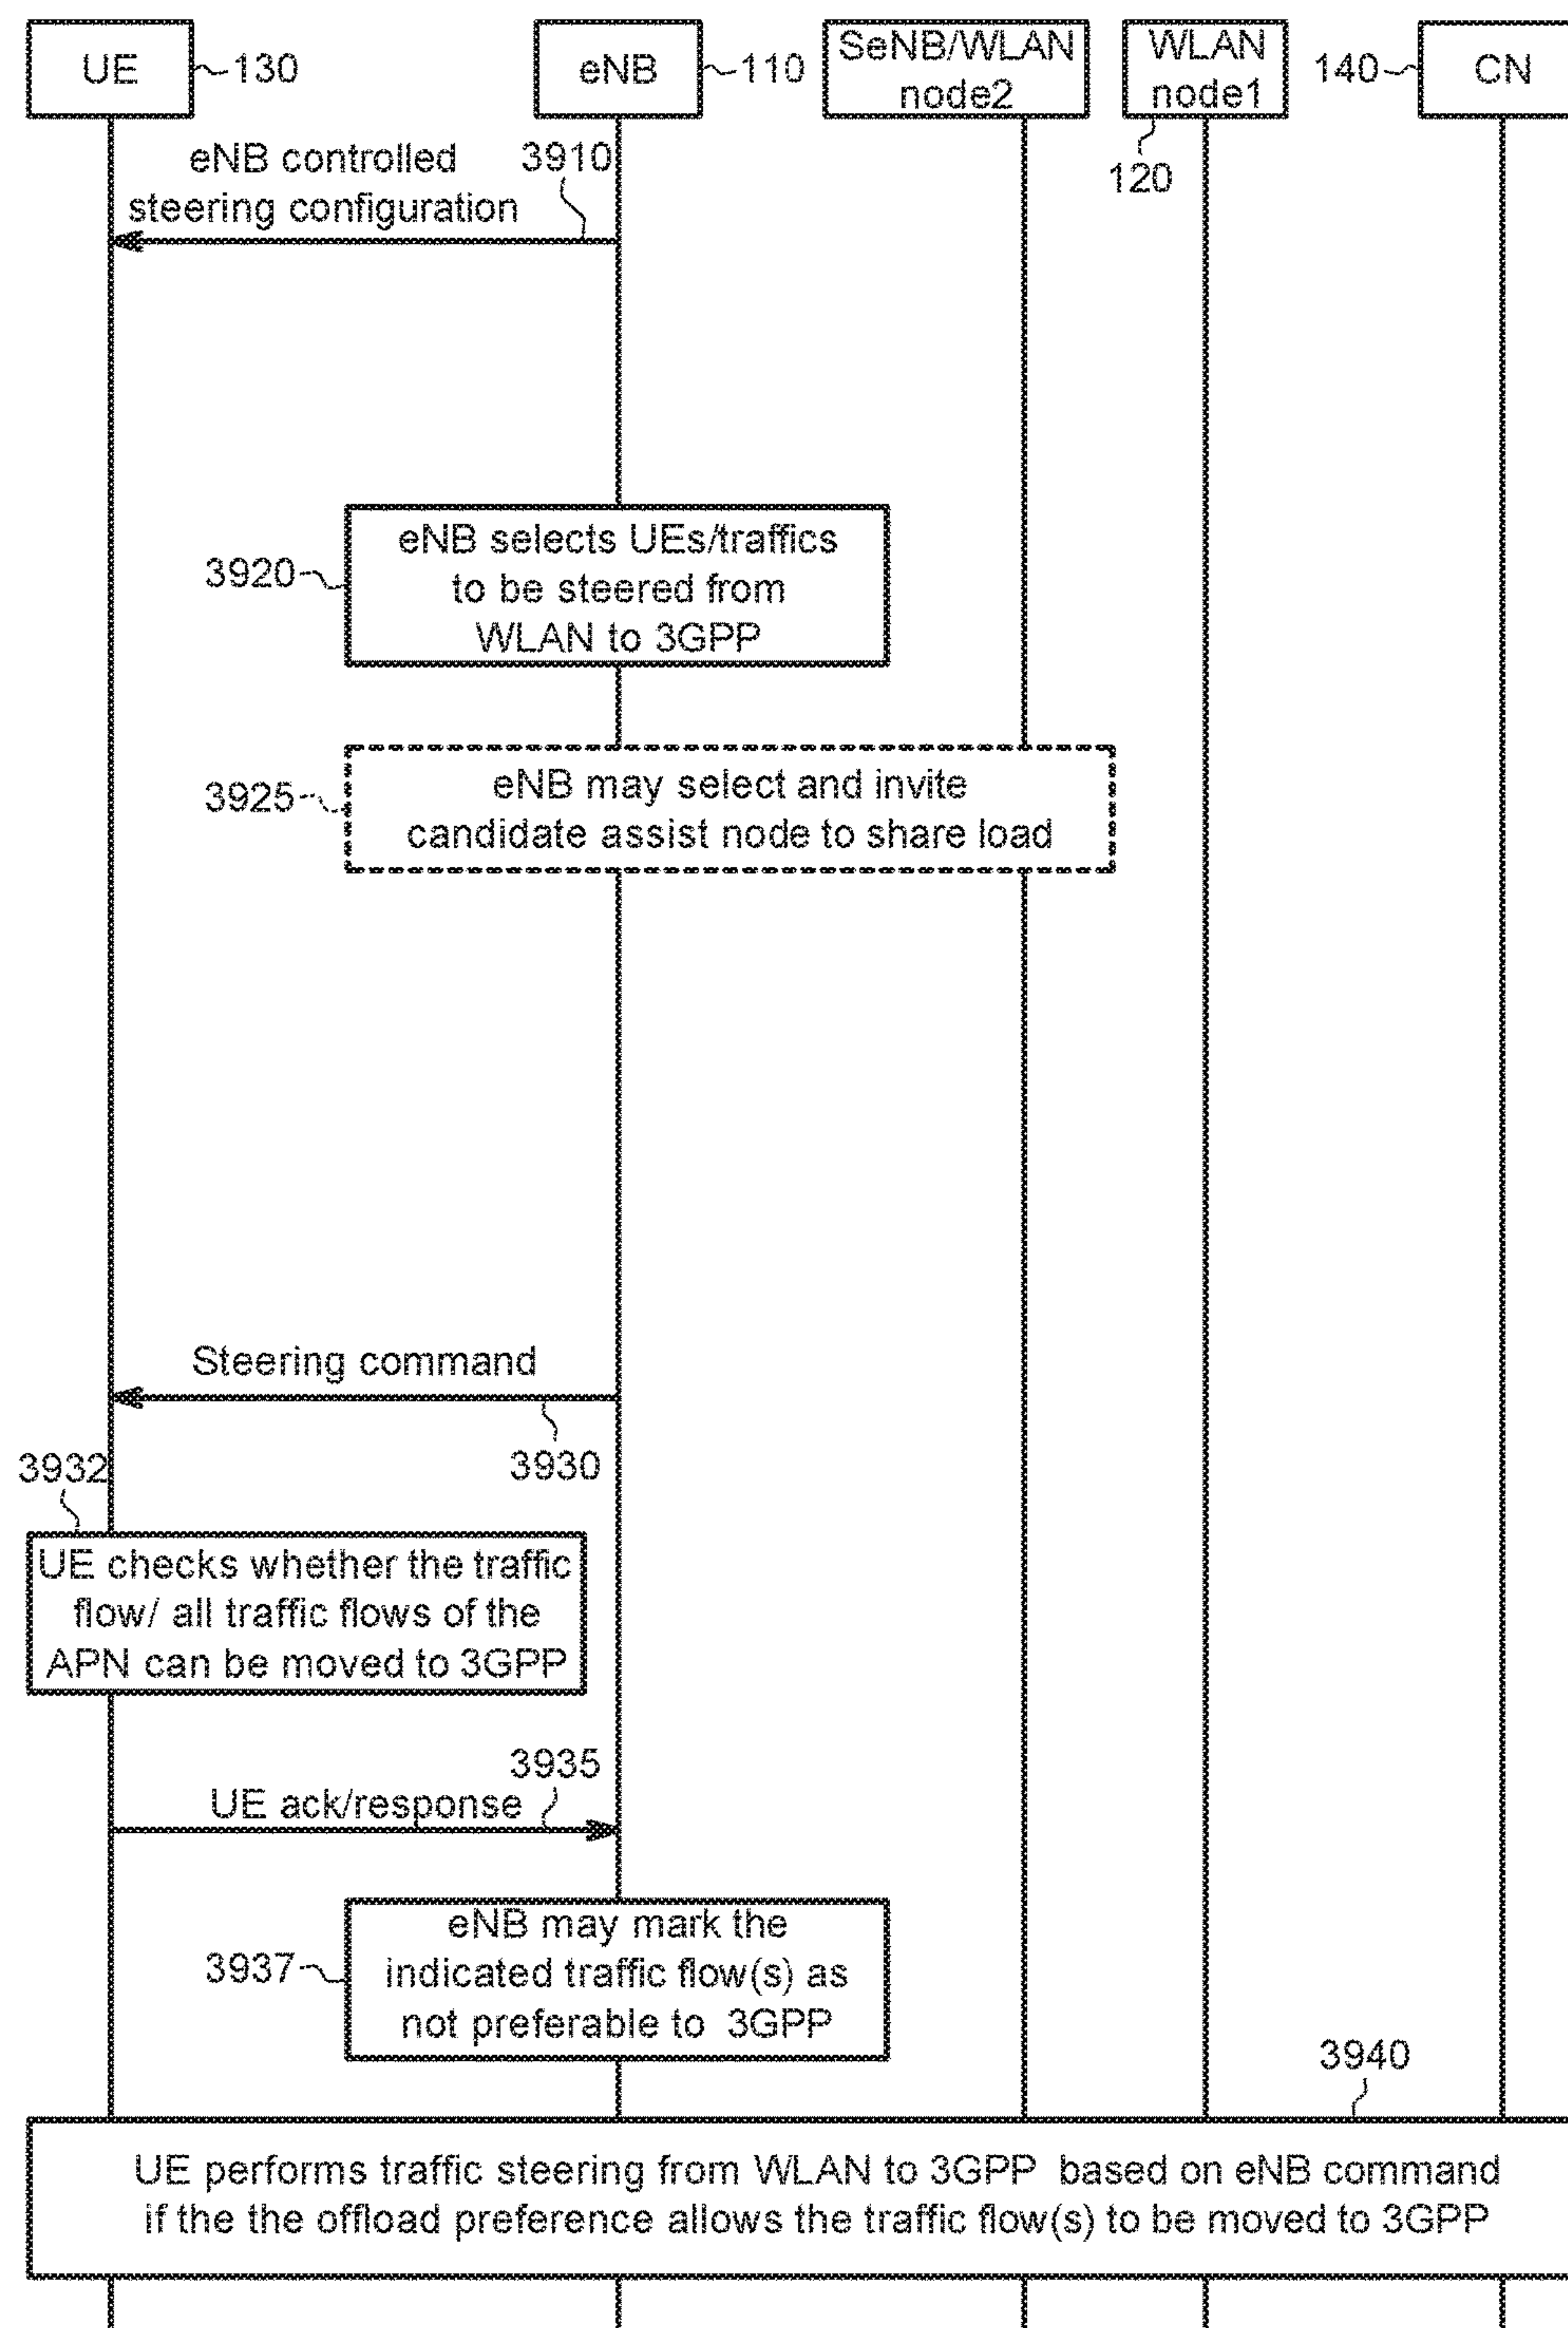 UE
130
eNB
110
SeNB/WLAN
node2
WLAN
node1
120
140
CN
eNB controlled
steering configuration
3910
3920
eNB selects UEs/traffics
to be steered from
WLAN to 3GPP
3925
eNB may select and invite
candidate assist node to share load
Steering command
3930
3932
UE checks whether the traffic
flow/ all traffic flows of the
APN can be moved to 3GPP
3935
UE ack/response
3937
eNB may mark the
indicated traffic flow(s) as
not preferable to 3GPP
3940
UE performs traffic steering from WLAN to 3GPP based on eNB command
if the the offload preference allows the traffic flow(s) to be moved to 3GPP